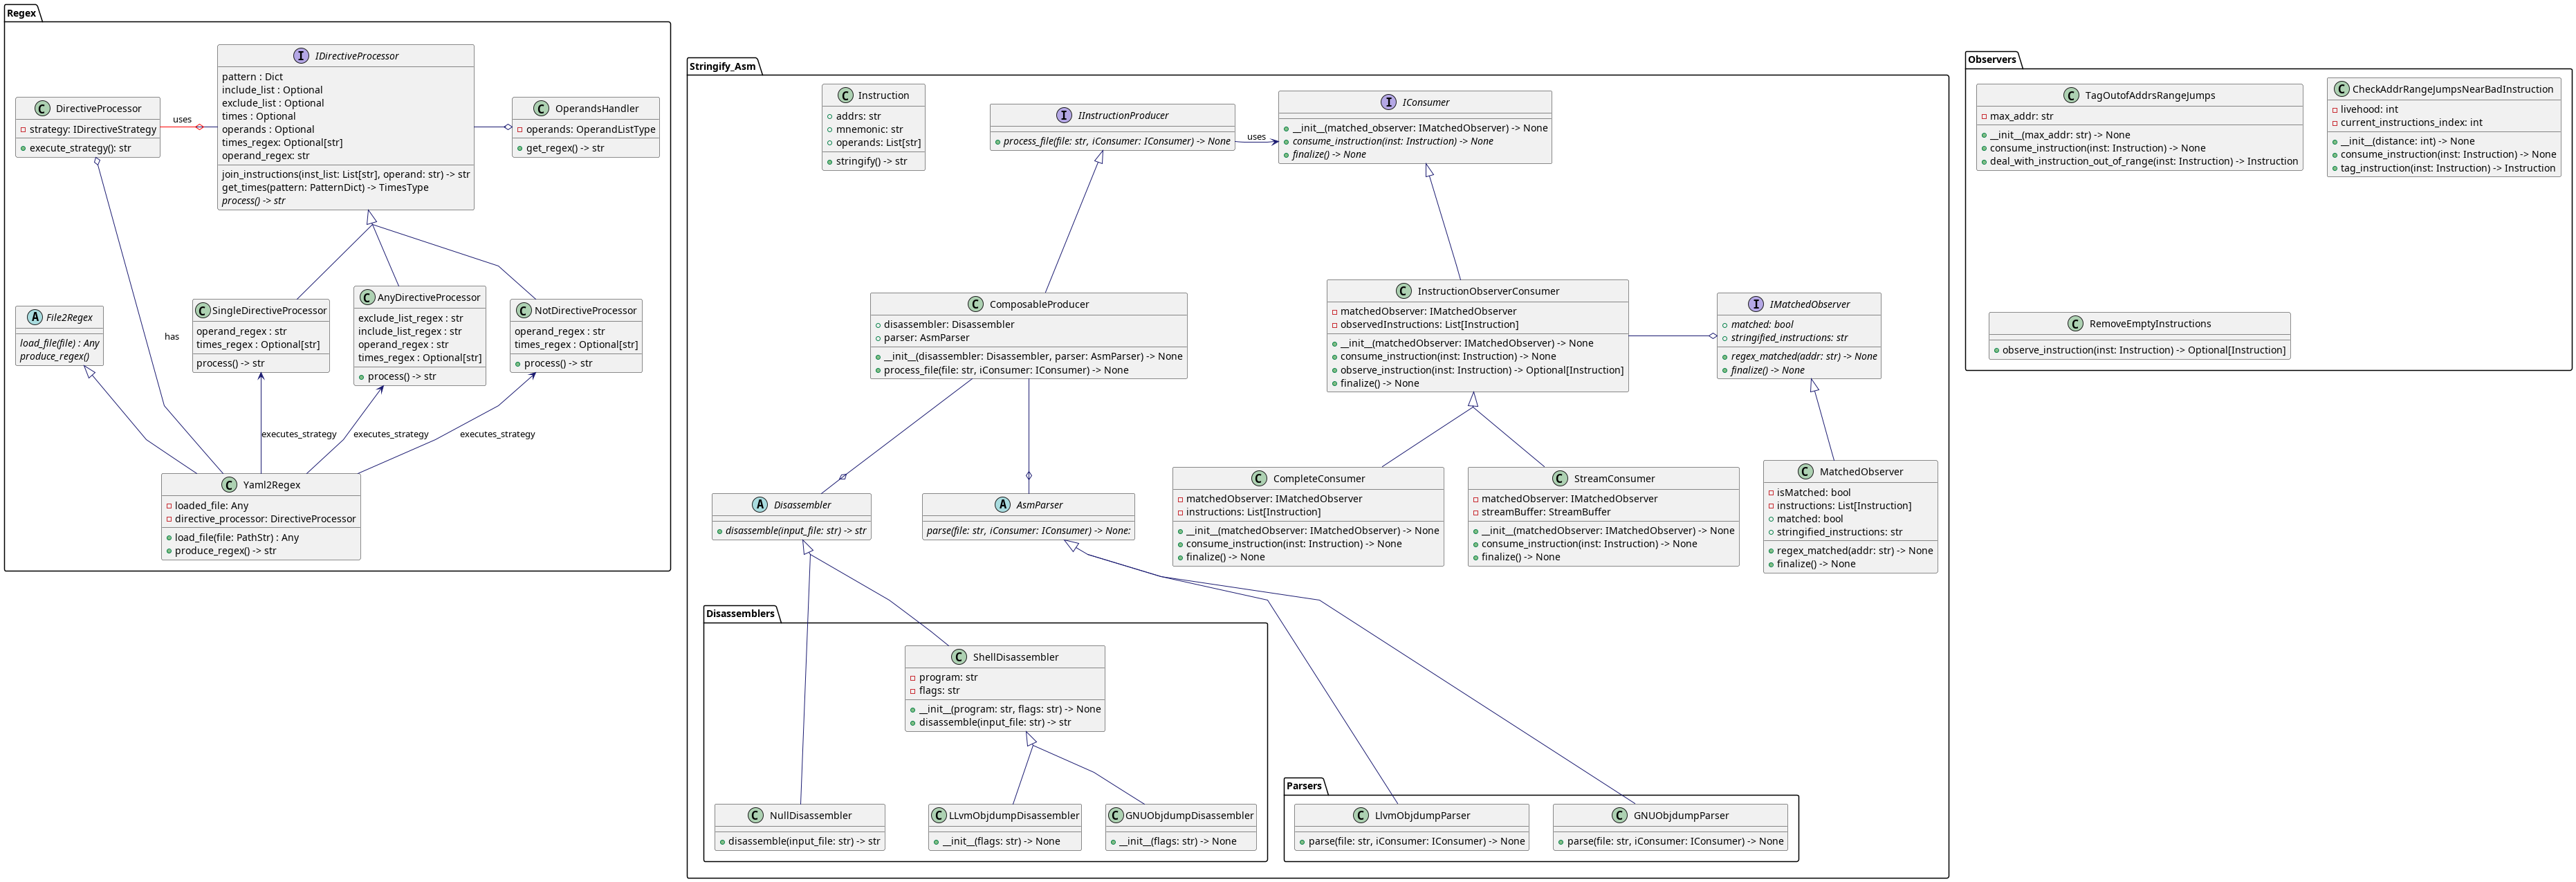 Regex
I IDirectiveProcessor
pattern : Dict
include_list : Optional
exclude_list : Optional
times : Optional
operands : Optional
times_regex: Optional[str]
operand_regex: str
join_instructions(inst_list: List[str], operand: str) -> str
get_times(pattern: PatternDict) -> TimesType
process() -> str
C DirectiveProcessor
strategy: IDirectiveStrategy
execute_strategy(): str
uses
C OperandsHandler
operands: OperandListType
get_regex() -> str
A File2Regex
load_file(file) : Any
produce_regex()
has
C SingleDirectiveProcessor
operand_regex : str
times_regex : Optional[str]
process() -> str
C AnyDirectiveProcessor
exclude_list_regex : str
include_list_regex : str
operand_regex : str
times_regex : Optional[str]
process() -> str
C NotDirectiveProcessor
operand_regex : str
times_regex : Optional[str]
process() -> str
executes_strategy
executes_strategy
executes_strategy
C Yaml2Regex
loaded_file: Any
directive_processor: DirectiveProcessor
load_file(file: PathStr) : Any
produce_regex() -> str
Stringify_Asm
C Instruction
addrs: str
mnemonic: str
operands: List[str]
stringify() -> str
I IInstructionProducer
process_file(file: str, iConsumer: IConsumer) -> None
uses
I IConsumer
__init__(matched_observer: IMatchedObserver) -> None
consume_instruction(inst: Instruction) -> None
finalize() -> None
C ComposableProducer
disassembler: Disassembler
parser: AsmParser
__init__(disassembler: Disassembler, parser: AsmParser) -> None
process_file(file: str, iConsumer: IConsumer) -> None
C InstructionObserverConsumer
matchedObserver: IMatchedObserver
observedInstructions: List[Instruction]
__init__(matchedObserver: IMatchedObserver) -> None
consume_instruction(inst: Instruction) -> None
observe_instruction(inst: Instruction) -> Optional[Instruction]
finalize() -> None
I IMatchedObserver
matched: bool
stringified_instructions: str
regex_matched(addr: str) -> None
finalize() -> None
A Disassembler
disassemble(input_file: str) -> str
A AsmParser
parse(file: str, iConsumer: IConsumer) -> None:
C CompleteConsumer
matchedObserver: IMatchedObserver
instructions: List[Instruction]
__init__(matchedObserver: IMatchedObserver) -> None
consume_instruction(inst: Instruction) -> None
finalize() -> None
C StreamConsumer
matchedObserver: IMatchedObserver
streamBuffer: StreamBuffer
__init__(matchedObserver: IMatchedObserver) -> None
consume_instruction(inst: Instruction) -> None
finalize() -> None
C MatchedObserver
isMatched: bool
instructions: List[Instruction]
matched: bool
stringified_instructions: str
regex_matched(addr: str) -> None
finalize() -> None
Disassemblers
C ShellDisassembler
program: str
flags: str
__init__(program: str, flags: str) -> None
disassemble(input_file: str) -> str
C NullDisassembler
disassemble(input_file: str) -> str
C LLvmObjdumpDisassembler
__init__(flags: str) -> None
C GNUObjdumpDisassembler
__init__(flags: str) -> None
Parsers
C LlvmObjdumpParser
parse(file: str, iConsumer: IConsumer) -> None
C GNUObjdumpParser
parse(file: str, iConsumer: IConsumer) -> None
Observers
C TagOutofAddrsRangeJumps
max_addr: str
__init__(max_addr: str) -> None
consume_instruction(inst: Instruction) -> None
deal_with_instruction_out_of_range(inst: Instruction) -> Instruction
C CheckAddrRangeJumpsNearBadInstruction
livehood: int
current_instructions_index: int
__init__(distance: int) -> None
consume_instruction(inst: Instruction) -> None
tag_instruction(inst: Instruction) -> Instruction
C RemoveEmptyInstructions
observe_instruction(inst: Instruction) -> Optional[Instruction]